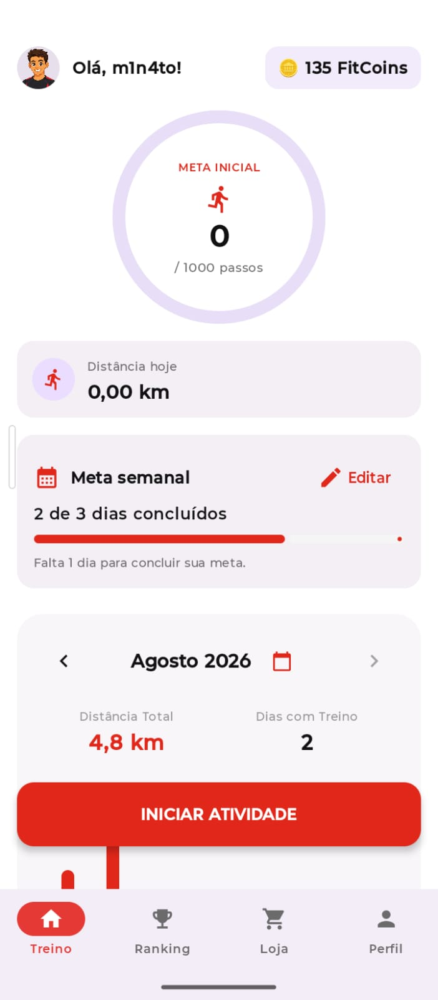 Olá, m1n4to!
135 FitCoins
META INICIAL
0
/ 1000 passos
Distância hoje
0,00 km
Meta semanal
Editar
2 de 3 dias concluídos
Falta 1 dia para concluir sua meta.
Agosto 2026
Distância Total
Dias com Treino
4,8 km
2
INICIAR ATIVIDADE
Treino
Ranking
Loja
Perfil